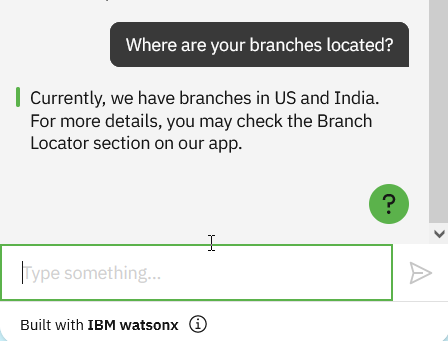 Where are your branches located?
Currently, we have branches in US and India.
For more details, you may check the Branch
Locator section on our app.
?
Type something...
Built with IBM watsonx